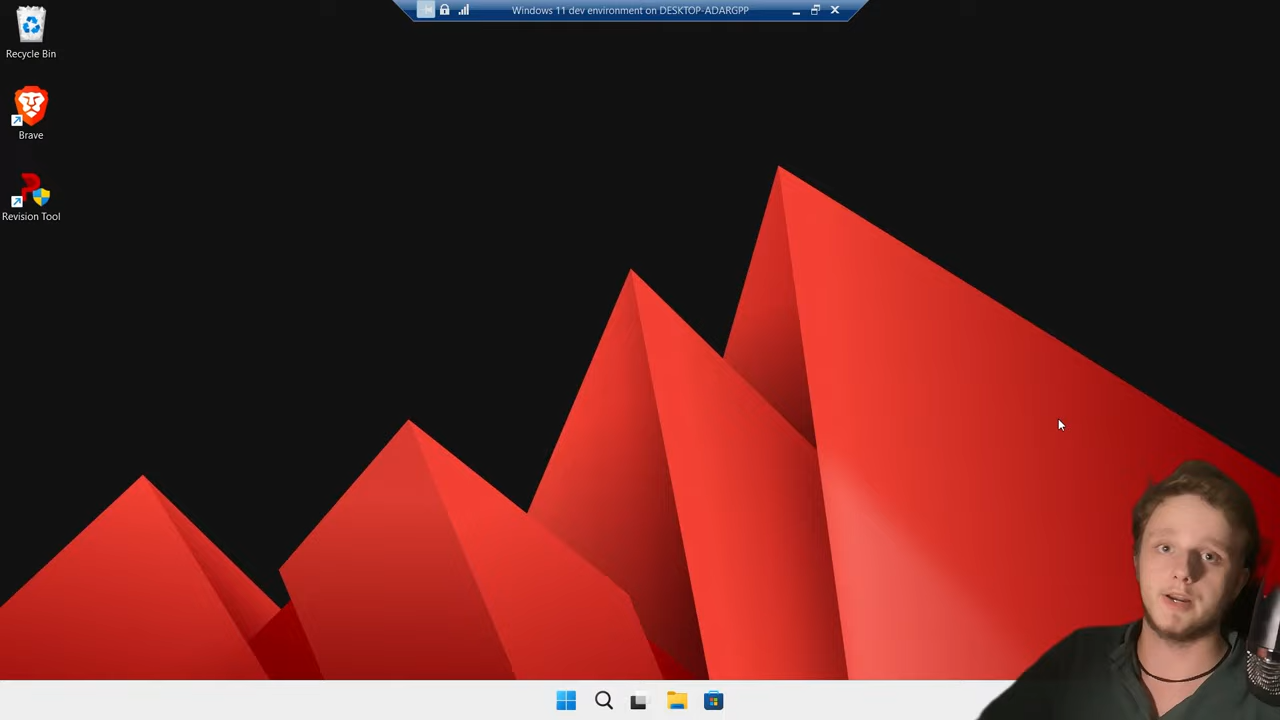 Windows 11 dev environment on DESKTOP-ADARGPP
Recycle Bin
Brave
Revision Tool